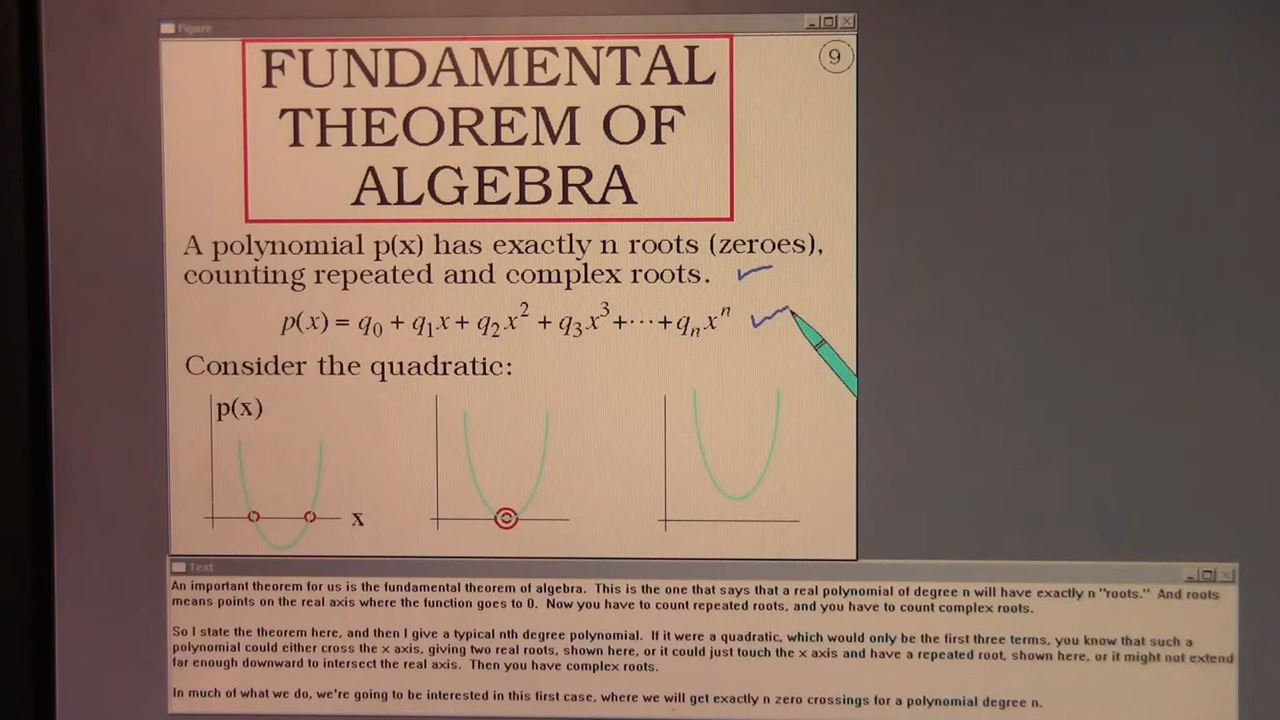 Figure
9
FUNDAMENTAL
THEOREM OF
ALGEBRA
A polynomial p(x) has exactly n roots (zeroes),
counting repeated and complex roots.
p(x) = q₀ + q₁x + q₂x² + q₃x³+⋯+qₙxⁿ
Consider the quadratic:
p(x)
x
Text
An important theorem for us is the fundamental theorem of algebra. This is the one that says that a real polynomial of degree n will have exactly n "roots." And roots
means points on the real axis where the function goes to 0. Now you have to count repeated roots, and you have to count complex roots.
So I state the theorem here, and then I give a typical nth degree polynomial. If it were a quadratic, which would only be the first three terms, you know that such a
polynomial could either cross the x axis, giving two real roots, shown here, or it could just touch the x axis and have a repeated root, shown here, or it might not extend
far enough downward to intersect the real axis. Then you have complex roots.
In much of what we do, we're going to be interested in this first case, where we will get exactly n zero crossings for a polynomial degree n.